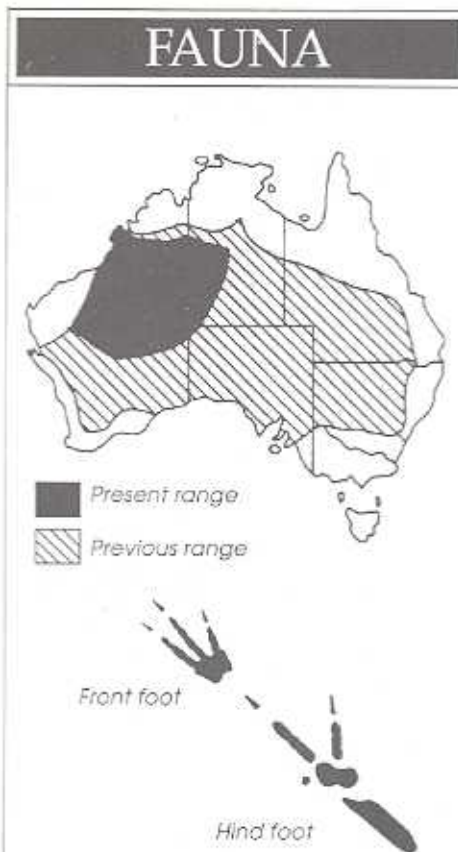 FAUNA
Present range
Previous range
Front foot
Hind foot